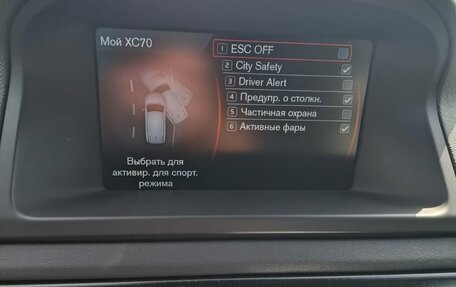 Мой XC70
1 ESC OFF
2 City Safety
3 Driver Alert
4 Предупр. о столкн.
5 Частичная охрана
6 Активные фары
Выбрать для
активир. для спорт.
режима